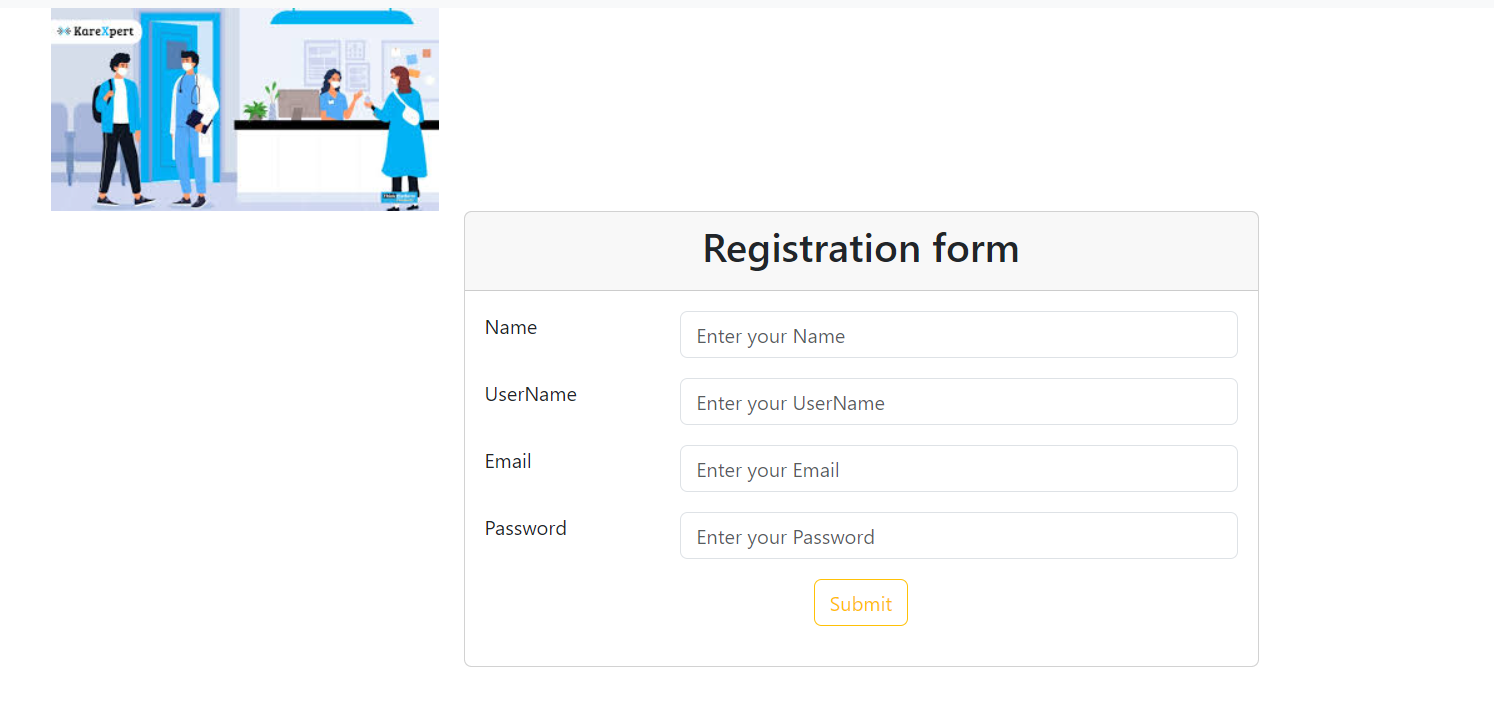 KareXpert
Registration form
Name
Enter your Name
UserName
Enter your UserName
Email
Enter your Email
Password
Enter your Password
Submit